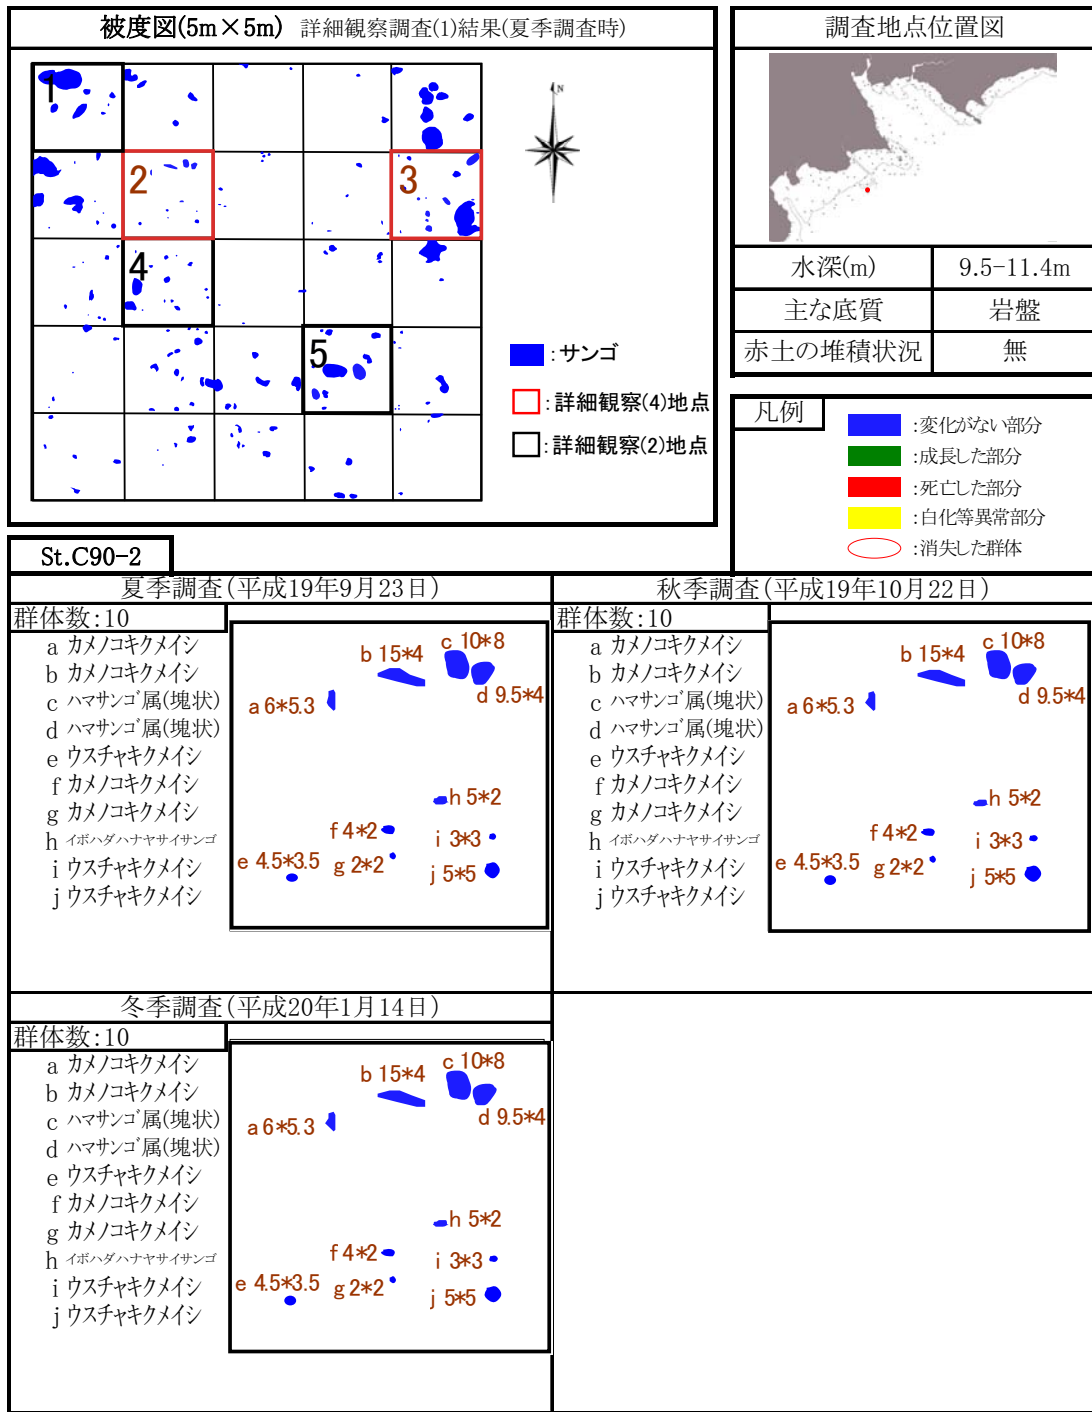 被度図(5m×5m) 詳細観察調査(1)結果(夏季調査時)
1
2
3
4
5
N
:サンゴ
:詳細観察(4)地点
:詳細観察(2)地点
調査地点位置図
水深(m) 9.5-11.4m
主な底質 岩盤
赤土の堆積状況 無
凡例
:変化がない部分
:成長した部分
:死亡した部分
:白化等異常部分
:消失した群体
St.C90-2
夏季調査(平成19年9月23日)
群体数:10
a カメノコキクメイシ
b カメノコキクメイシ
c ハマサンゴ属(塊状)
d ハマサンゴ属(塊状)
e ウスチャキクメイシ
f カメノコキクメイシ
g カメノコキクメイシ
h イボハダハナヤサイサンゴ
i ウスチャキクメイシ
j ウスチャキクメイシ
c 10*8
b 15*4
d 9.5*4
a 6*5.3
h 5*2
f 4*2
i 3*3
e 4.5*3.5
g 2*2
j 5*5
秋季調査(平成19年10月22日)
群体数:10
a カメノコキクメイシ
b カメノコキクメイシ
c ハマサンゴ属(塊状)
d ハマサンゴ属(塊状)
e ウスチャキクメイシ
f カメノコキクメイシ
g カメノコキクメイシ
h イボハダハナヤサイサンゴ
i ウスチャキクメイシ
j ウスチャキクメイシ
c 10*8
b 15*4
d 9.5*4
a 6*5.3
h 5*2
f 4*2
i 3*3
e 4.5*3.5
g 2*2
j 5*5
冬季調査(平成20年1月14日)
群体数:10
a カメノコキクメイシ
b カメノコキクメイシ
c ハマサンゴ属(塊状)
d ハマサンゴ属(塊状)
e ウスチャキクメイシ
f カメノコキクメイシ
g カメノコキクメイシ
h イボハダハナヤサイサンゴ
i ウスチャキクメイシ
j ウスチャキクメイシ
c 10*8
b 15*4
d 9.5*4
a 6*5.3
h 5*2
f 4*2
i 3*3
e 4.5*3.5
g 2*2
j 5*5